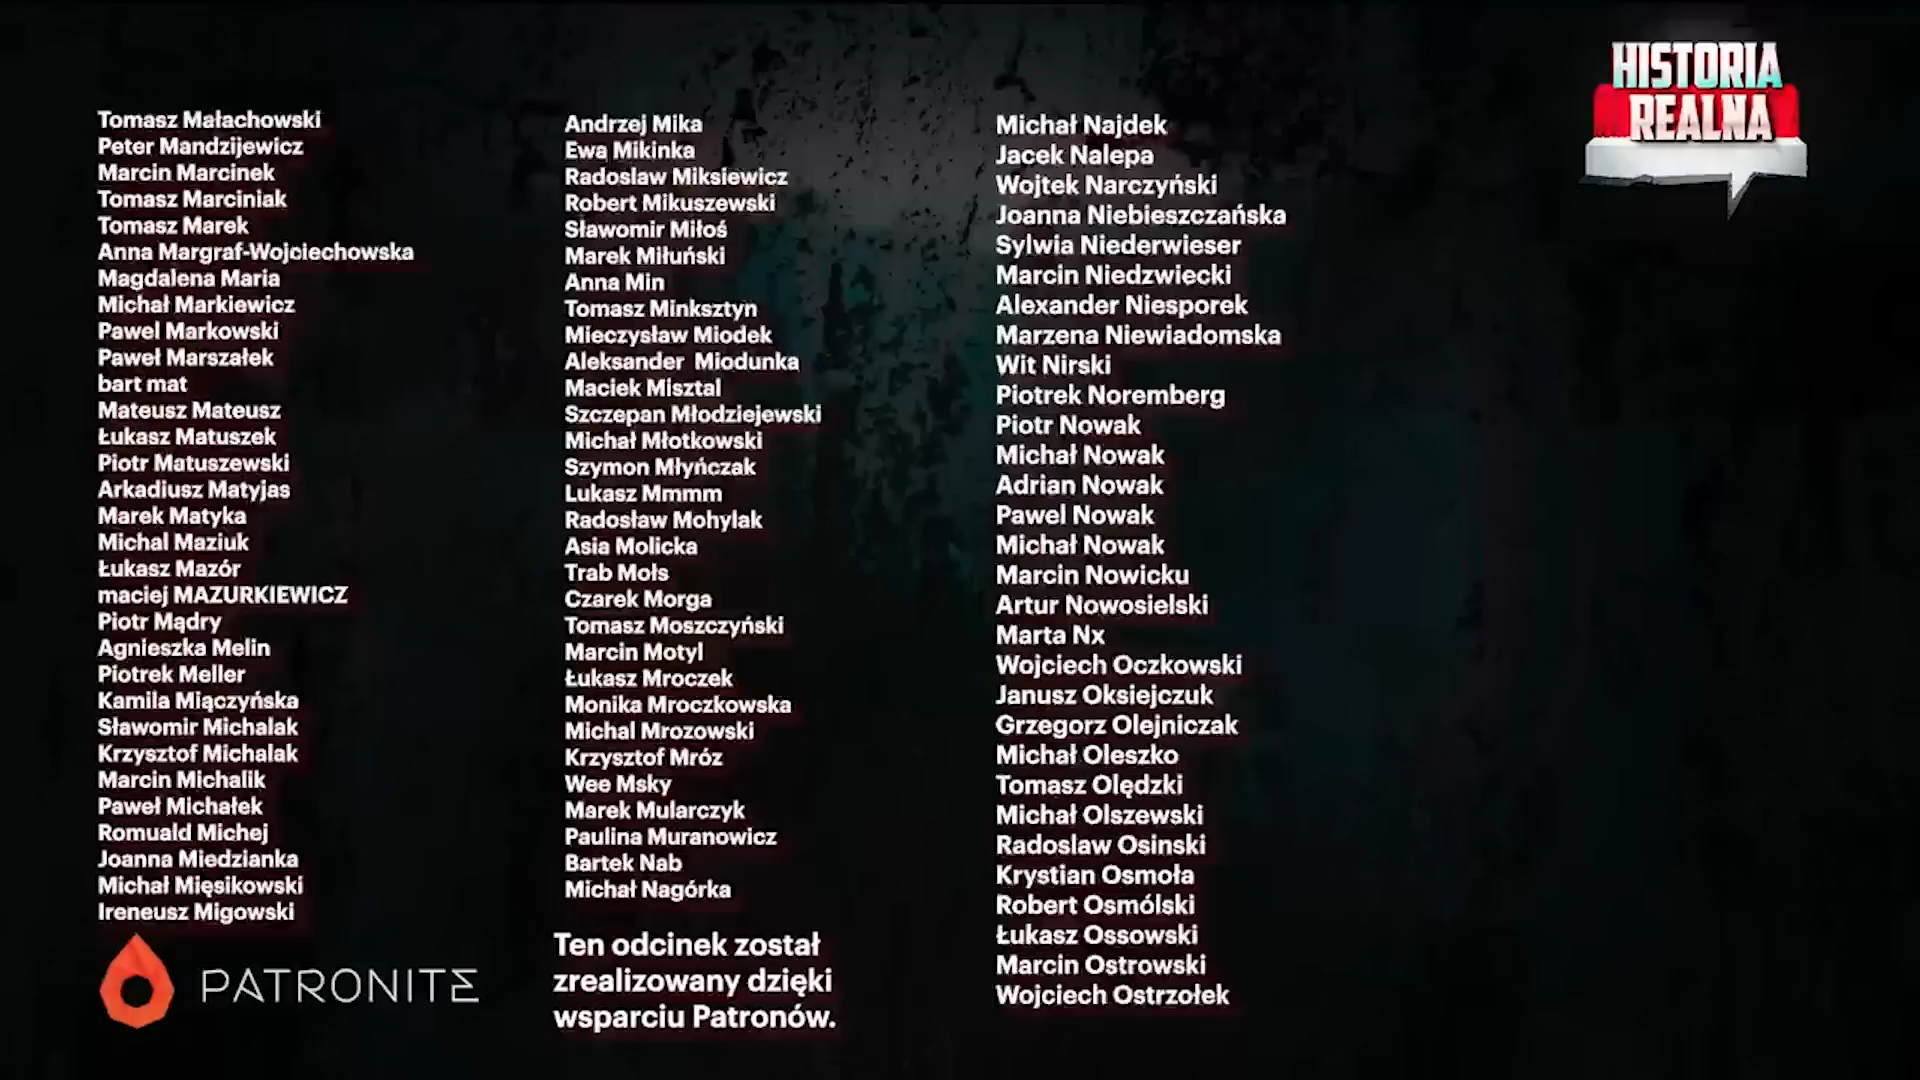 HISTORIA
REALNA
Tomasz Małachowski
Peter Mandzijewicz
Marcin Marcinek
Tomasz Marciniak
Tomasz Marek
Anna Margraf-Wojciechowska
Magdalena Maria
Michał Markiewicz
Pawel Markowski
Paweł Marszałek
bart mat
Mateusz Mateusz
Łukasz Matuszek
Piotr Matuszewski
Arkadiusz Matyjas
Marek Matyka
Michal Maziuk
Łukasz Mazór
maciej MAZURKIEWICZ
Piotr Mądry
Agnieszka Melin
Piotrek Meller
Kamila Miączyńska
Sławomir Michalak
Krzysztof Michalak
Marcin Michalik
Paweł Michałek
Romuald Michej
Joanna Miedzianka
Michał Mięsikowski
Ireneusz Migowski
Andrzej Mika
Ewa Mikinka
Radoslaw Miksiewicz
Robert Mikuszewski
Sławomir Miłoś
Marek Miłuński
Anna Min
Tomasz Minksztyn
Mieczysław Miodek
Aleksander  Miodunka
Maciek Misztal
Szczepan Młodziejewski
Michał Młotkowski
Szymon Młyńczak
Lukasz Mmmm
Radosław Mohylak
Asia Molicka
Trab Mołs
Czarek Morga
Tomasz Moszczyński
Marcin Motyl
Łukasz Mroczek
Monika Mroczkowska
Michal Mrozowski
Krzysztof Mróz
Wee Msky
Marek Mularczyk
Paulina Muranowicz
Bartek Nab
Michał Nagórka
Michał Najdek
Jacek Nalepa
Wojtek Narczyński
Joanna Niebieszczańska
Sylwia Niederwieser
Marcin Niedzwiecki
Alexander Niesporek
Marzena Niewiadomska
Wit Nirski
Piotrek Noremberg
Piotr Nowak
Michał Nowak
Adrian Nowak
Pawel Nowak
Michał Nowak
Marcin Nowicku
Artur Nowosielski
Marta Nx
Wojciech Oczkowski
Janusz Oksiejczuk
Grzegorz Olejniczak
Michał Oleszko
Tomasz Olędzki
Michał Olszewski
Radoslaw Osinski
Krystian Osmoła
Robert Osmólski
Łukasz Ossowski
Marcin Ostrowski
Wojciech Ostrzołek
PATRONITE
Ten odcinek został
zrealizowany dzięki
wsparciu Patronów.